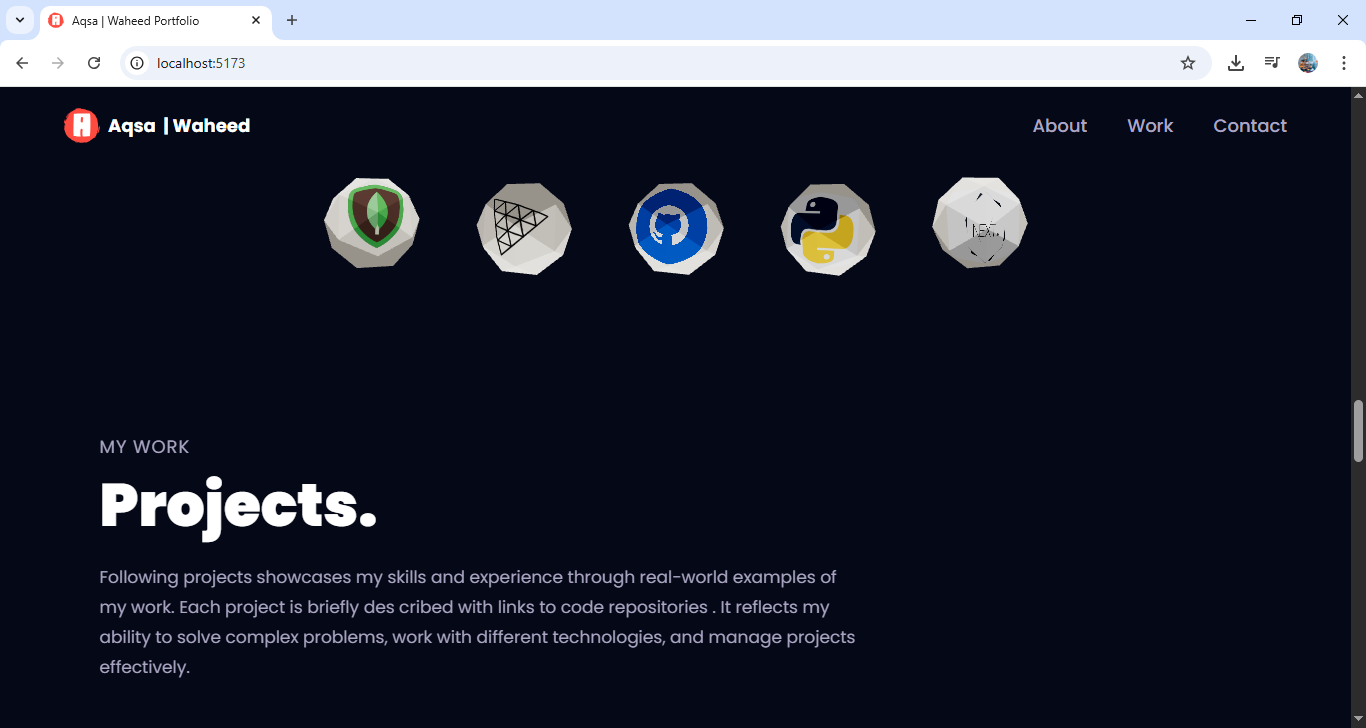 Aqsa | Waheed Portfolio
localhost:5173
Aqsa | Waheed
About Work Contact
NEXT.
MY WORK
Projects.
Following projects showcases my skills and experience through real-world examples of
my work. Each project is briefly des cribed with links to code repositories . It reflects my
ability to solve complex problems, work with different technologies, and manage projects
effectively.